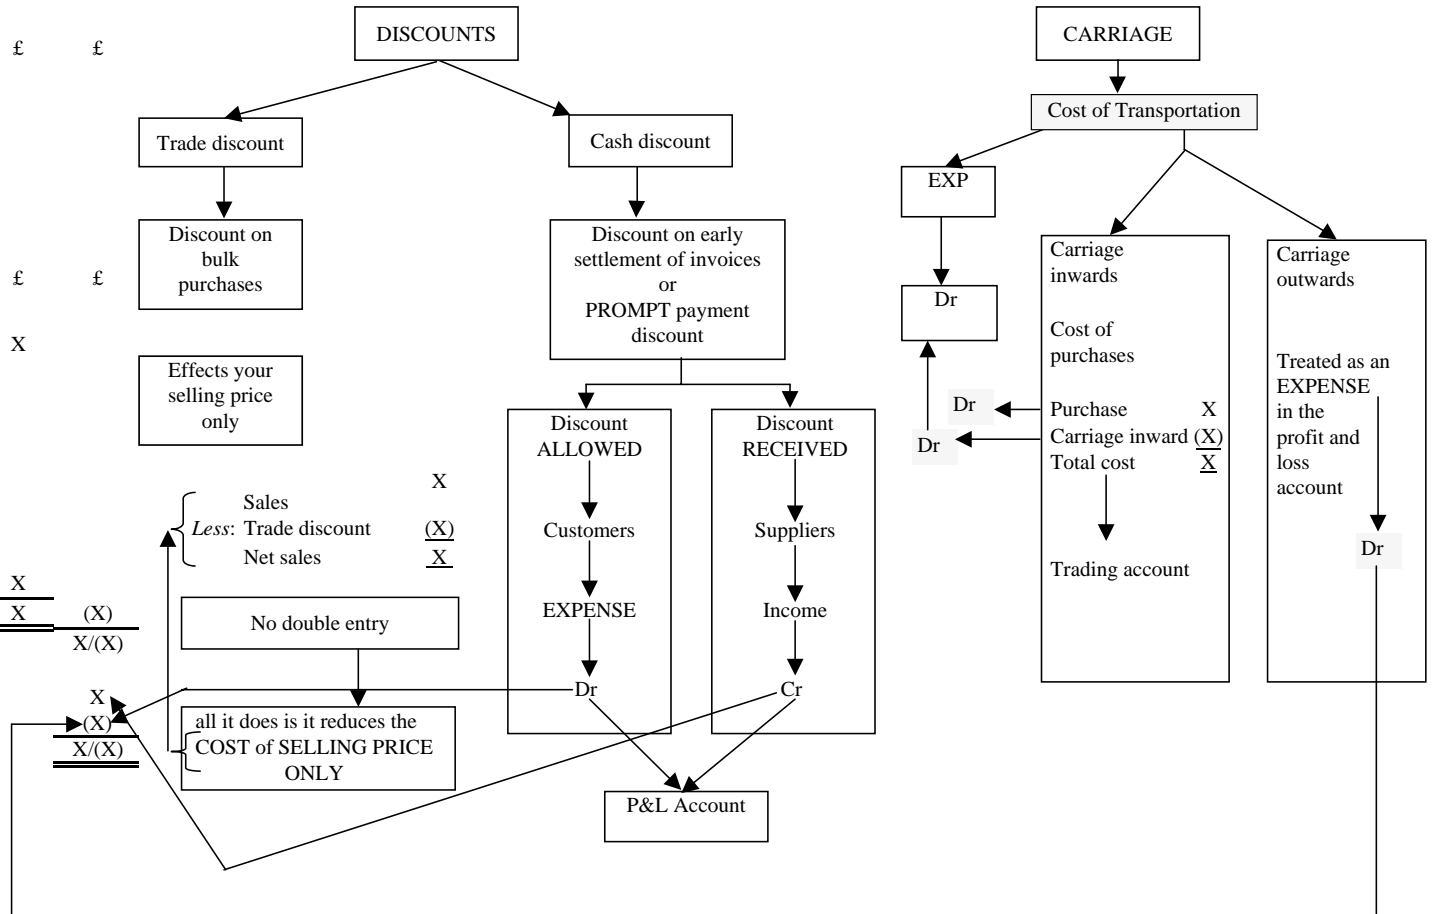 £ £
£ £
X
X
X (X)
X/(X)
X
(X)
X/(X)
DISCOUNTS
Trade discount
Discount on
bulk
purchases
Effects your
selling price
only
X
Sales
Less: Trade discount (X)
Net sales X
No double entry
all it does is it reduces the
COST of SELLING PRICE
ONLY
Cash discount
Discount on early
settlement of invoices
or
PROMPT payment
discount
Discount
ALLOWED
Customers
EXPENSE
Dr
Discount
RECEIVED
Suppliers
Income
Cr
P&L Account
CARRIAGE
Cost of Transportation
EXP
Dr
Dr
Dr
Carriage
inwards
Cost of
purchases
Purchase X
Carriage inward (X)
Total cost X
Trading account
Carriage
outwards
Treated as an
EXPENSE
in the
profit and
loss
account
Dr